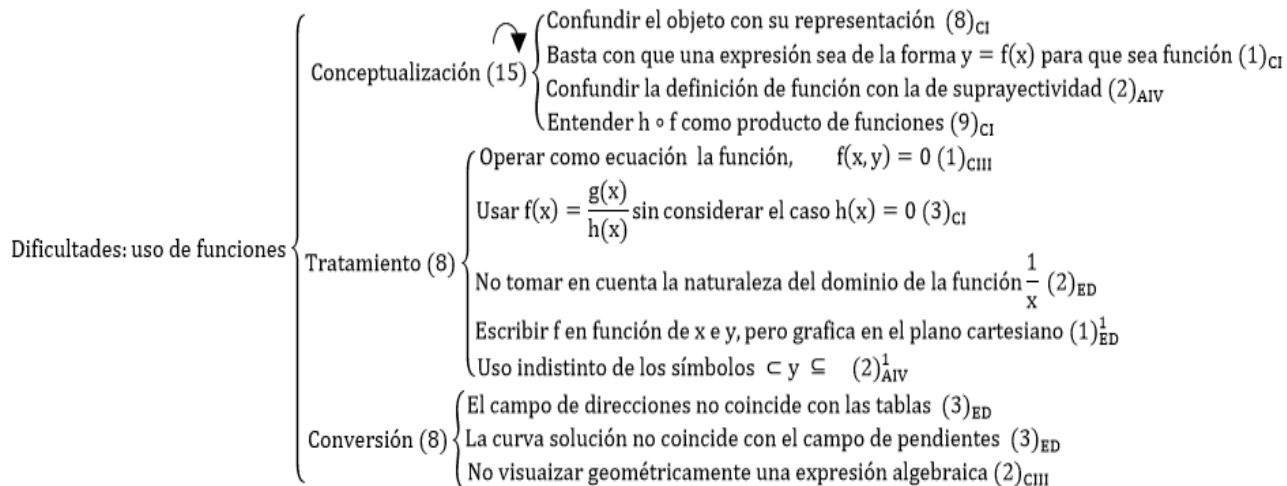 Confundir el objeto con su representación (8)CI
Basta con que una expresión sea de la forma y = f(x) para que sea función (1)CI
Conceptualización (15)
Confundir la definición de función con la de suprayectividad (2)AIV
Entender h ∘ f como producto de funciones (9)CI
Operar como ecuación la función, f(x, y) = 0 (1)CIII
Usar f(x) = g(x)/h(x) sin considerar el caso h(x) = 0 (3)CI
Dificultades: uso de funciones
Tratamiento (8)
No tomar en cuenta la naturaleza del dominio de la función 1/x (2)ED
Escribir f en función de x e y, pero grafica en el plano cartesiano (1)¹ED
Uso indistinto de los símbolos ⊂ y ⊆ (2)¹AIV
El campo de direcciones no coincide con las tablas (3)ED
Conversión (8)
La curva solución no coincide con el campo de pendientes (3)ED
No visuaizar geométricamente una expresión algebraica (2)CIII